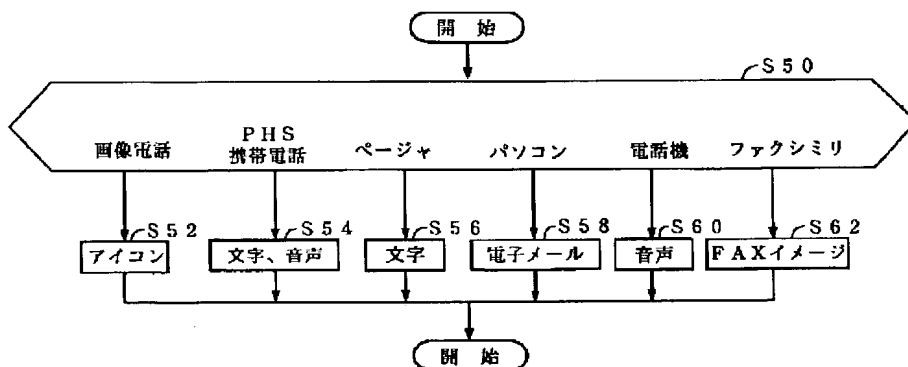 開 始
S50
画像電話
PHS
携帯電話
ページャ
パソコン
電話機
ファクシミリ
S52
S54
S56
S58
S60
S62
アイコン
文字、音声
文字
電子メール
音声
FAXイメージ
開 始